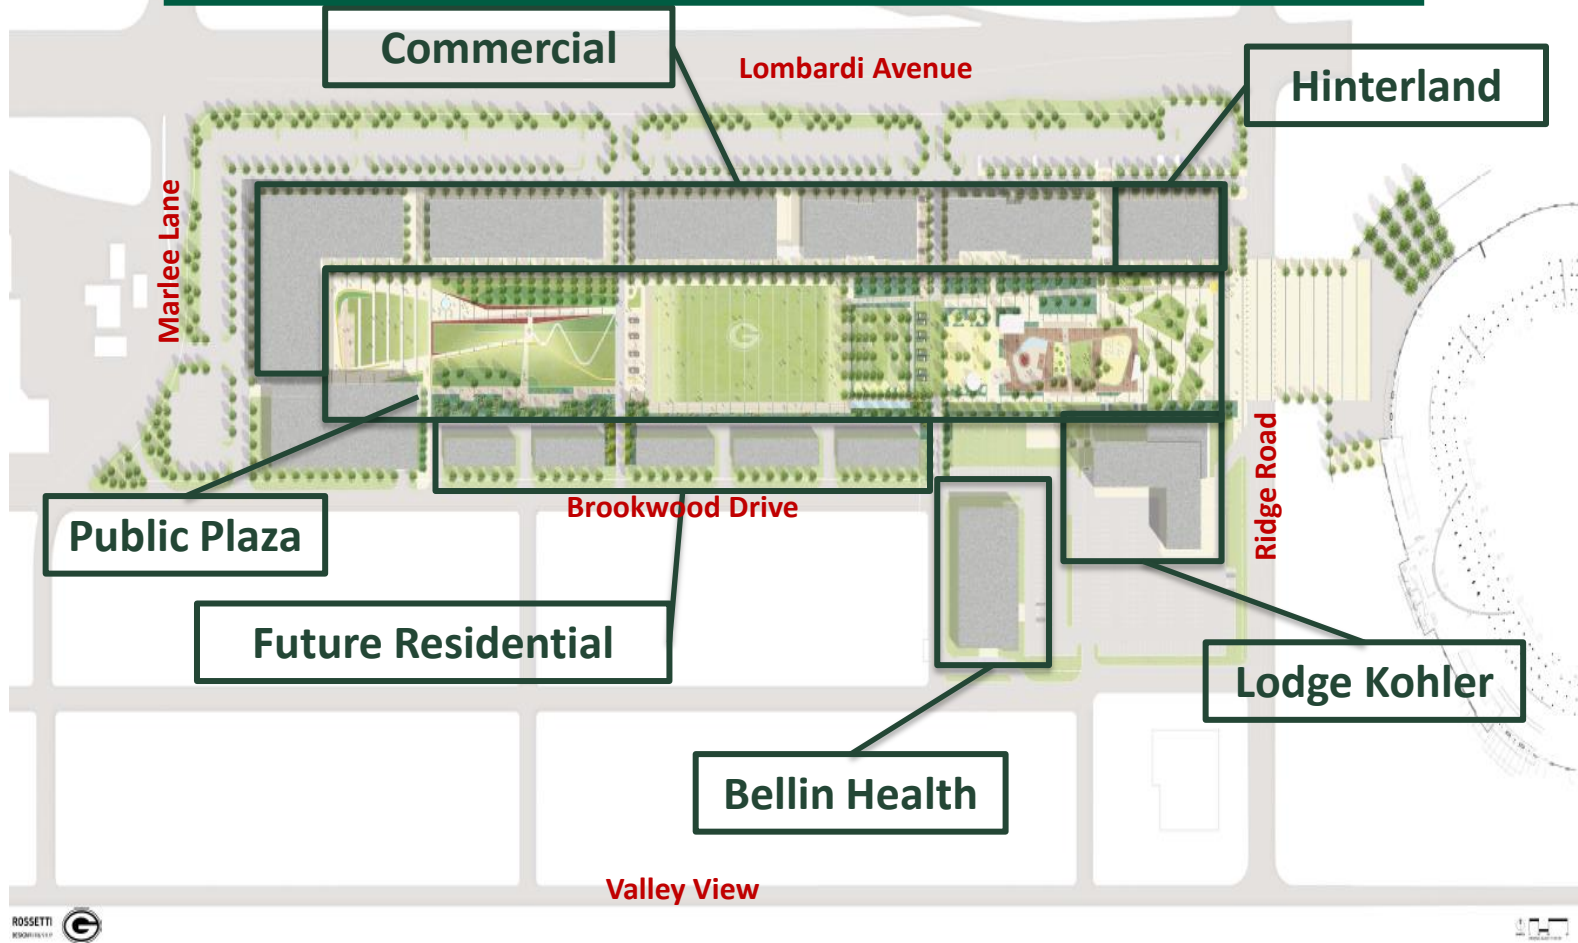 Commercial
Lombardi Avenue
Hinterland
Marlee Lane
G
Ridge Road
Brookwood Drive
Public Plaza
Future Residential
Lodge Kohler
Bellin Health
Valley View
ROSSETTI
G